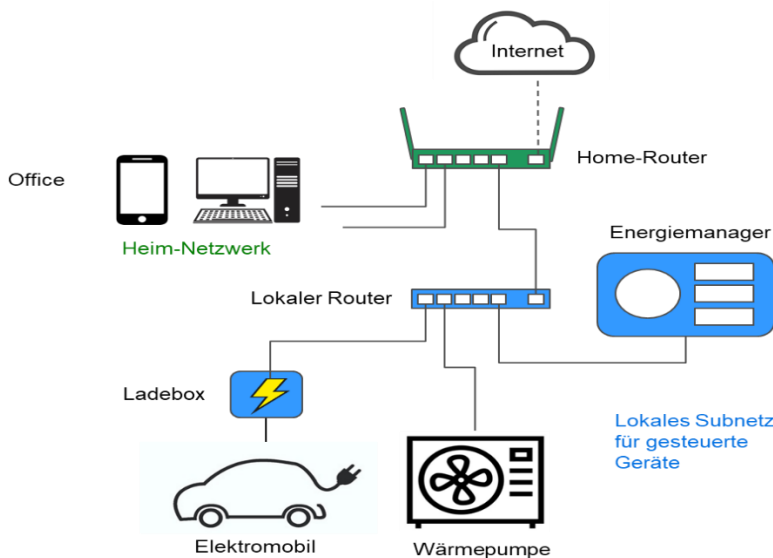 Internet
Home-Router
Office
Heim-Netzwerk
Energiemanager
Lokaler Router
Ladebox
Lokales Subnetz
für gesteuerte
Geräte
Elektromobil
Wärmepumpe